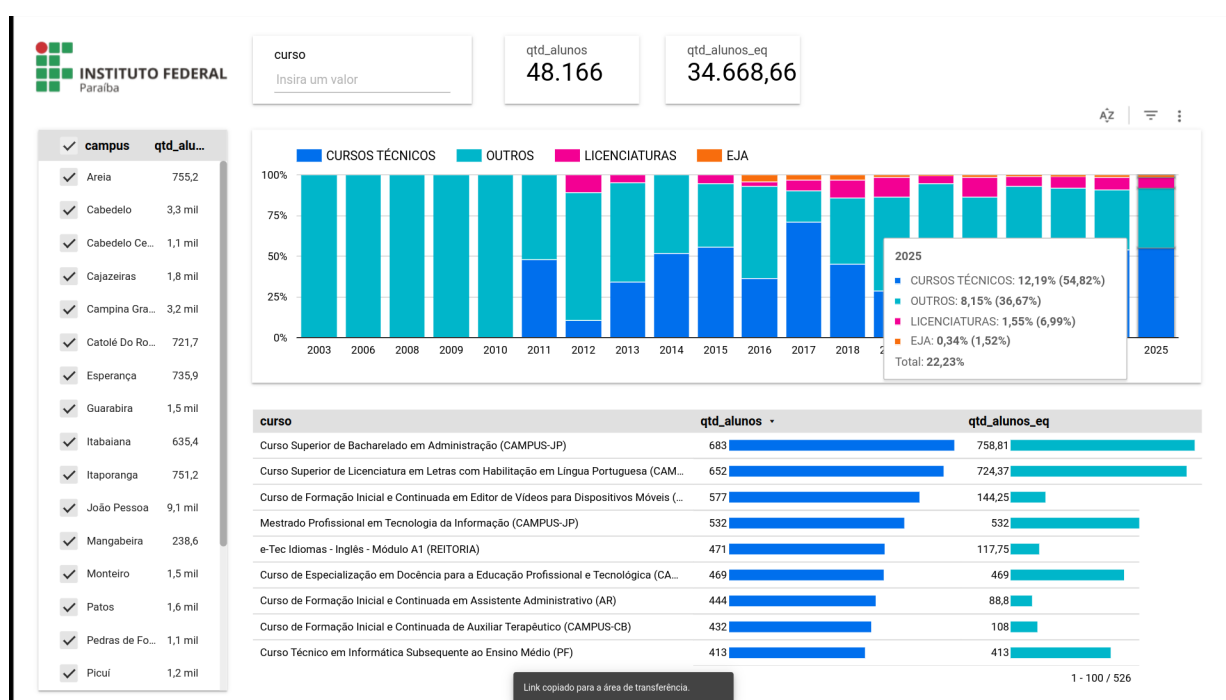 INSTITUTO FEDERAL
Paraíba
curso
Insira um valor
qtd_alunos
48.166
qtd_alunos_eq
34.668,66
AZ
campus qtd_alu...
Areia 755,2
Cabedelo 3,3 mil
Cabedelo Ce... 1,1 mil
Cajazeiras 1,8 mil
Campina Gra... 3,2 mil
Catolé Do Ro... 721,7
Esperança 735,9
Guarabira 1,5 mil
Itabaiana 635,4
Itaporanga 751,2
João Pessoa 9,1 mil
Mangabeira 238,6
Monteiro 1,5 mil
Patos 1,6 mil
Pedras de Fo... 1,1 mil
Picuí 1,2 mil
CURSOS TÉCNICOS OUTROS LICENCIATURAS EJA
100%
75%
50%
25%
0%
2003 2006 2008 2009 2010 2011 2012 2013 2014 2015 2016 2017 2018 2025
2025
CURSOS TÉCNICOS: 12,19% (54,82%)
OUTROS: 8,15% (36,67%)
LICENCIATURAS: 1,55% (6,99%)
EJA: 0,34% (1,52%)
Total: 22,23%
curso qtd_alunos qtd_alunos_eq
Curso Superior de Bacharelado em Administração (CAMPUS-JP) 683 758,81
Curso Superior de Licenciatura em Letras com Habilitação em Língua Portuguesa (CAM... 652 724,37
Curso de Formação Inicial e Continuada em Editor de Vídeos para Dispositivos Móveis (... 577 144,25
Mestrado Profissional em Tecnologia da Informação (CAMPUS-JP) 532 532
e-Tec Idiomas - Inglês - Módulo A1 (REITORIA) 471 117,75
Curso de Especialização em Docência para a Educação Profissional e Tecnológica (CA... 469 469
Curso de Formação Inicial e Continuada em Assistente Administrativo (AR) 444 88,8
Curso de Formação Inicial e Continuada de Auxiliar Terapêutico (CAMPUS-CB) 432 108
Curso Técnico em Informática Subsequente ao Ensino Médio (PF) 413 413
1 - 100 / 526
Link copiado para a área de transferência.